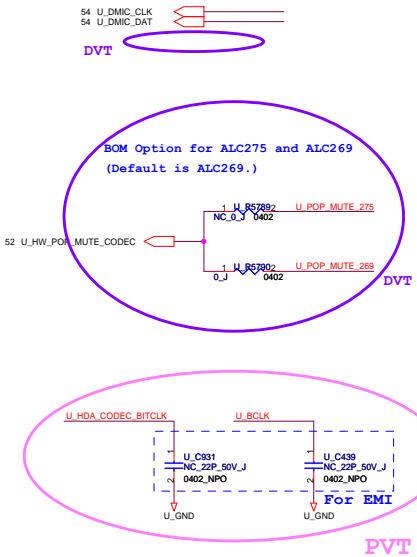 54 U_DMIC_CLK
54 U_DMIC_DAT
DVT
BOM Option for ALC275 and ALC269
(Default is ALC269.)
1 U_R5789 2 U_POP_MUTE_275
NC_0_J 0402
52 U_HW_POP_MUTE_CODEC
1 U_R5790 2 U_POP_MUTE_269
0_J 0402
DVT
U_HDA_CODEC_BITCLK U_BCLK
1 U_C931 1 U_C439
NC_22P_50V_J NC_22P_50V_J
2 0402_NPO 2 0402_NPO
For EMI
U_GND U_GND
PVT